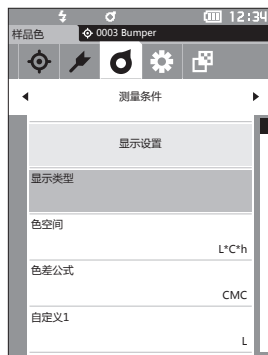 12:34
样品色 0003 Bumper
测量条件
显示设置
显示类型
色空间
L*C*h
色差公式
CMC
自定义1
L